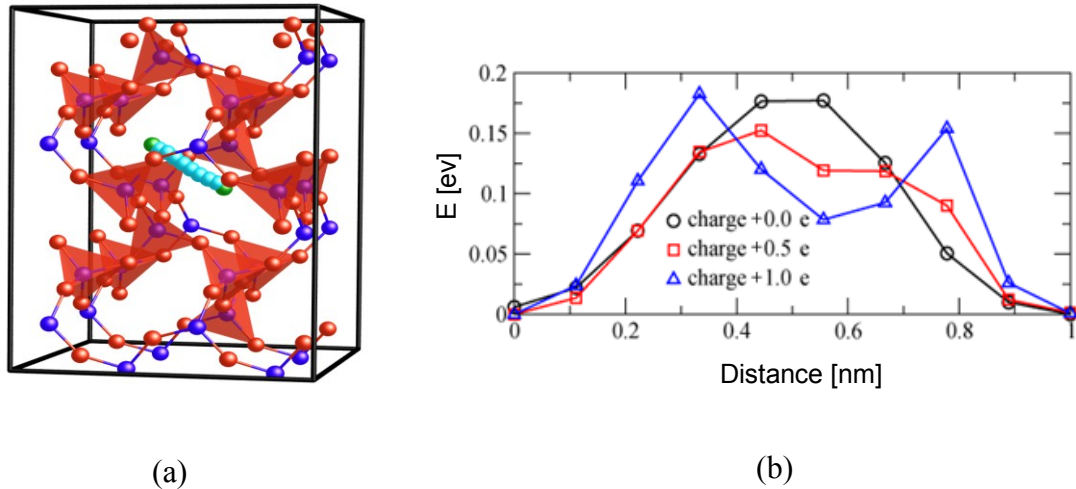 0.2
0.15
0.1
0.05
0
E [ev]
charge +0.0 e
charge +0.5 e
charge +1.0 e
0 0.2 0.4 0.6 0.8 1
Distance [nm]
(a) (b)